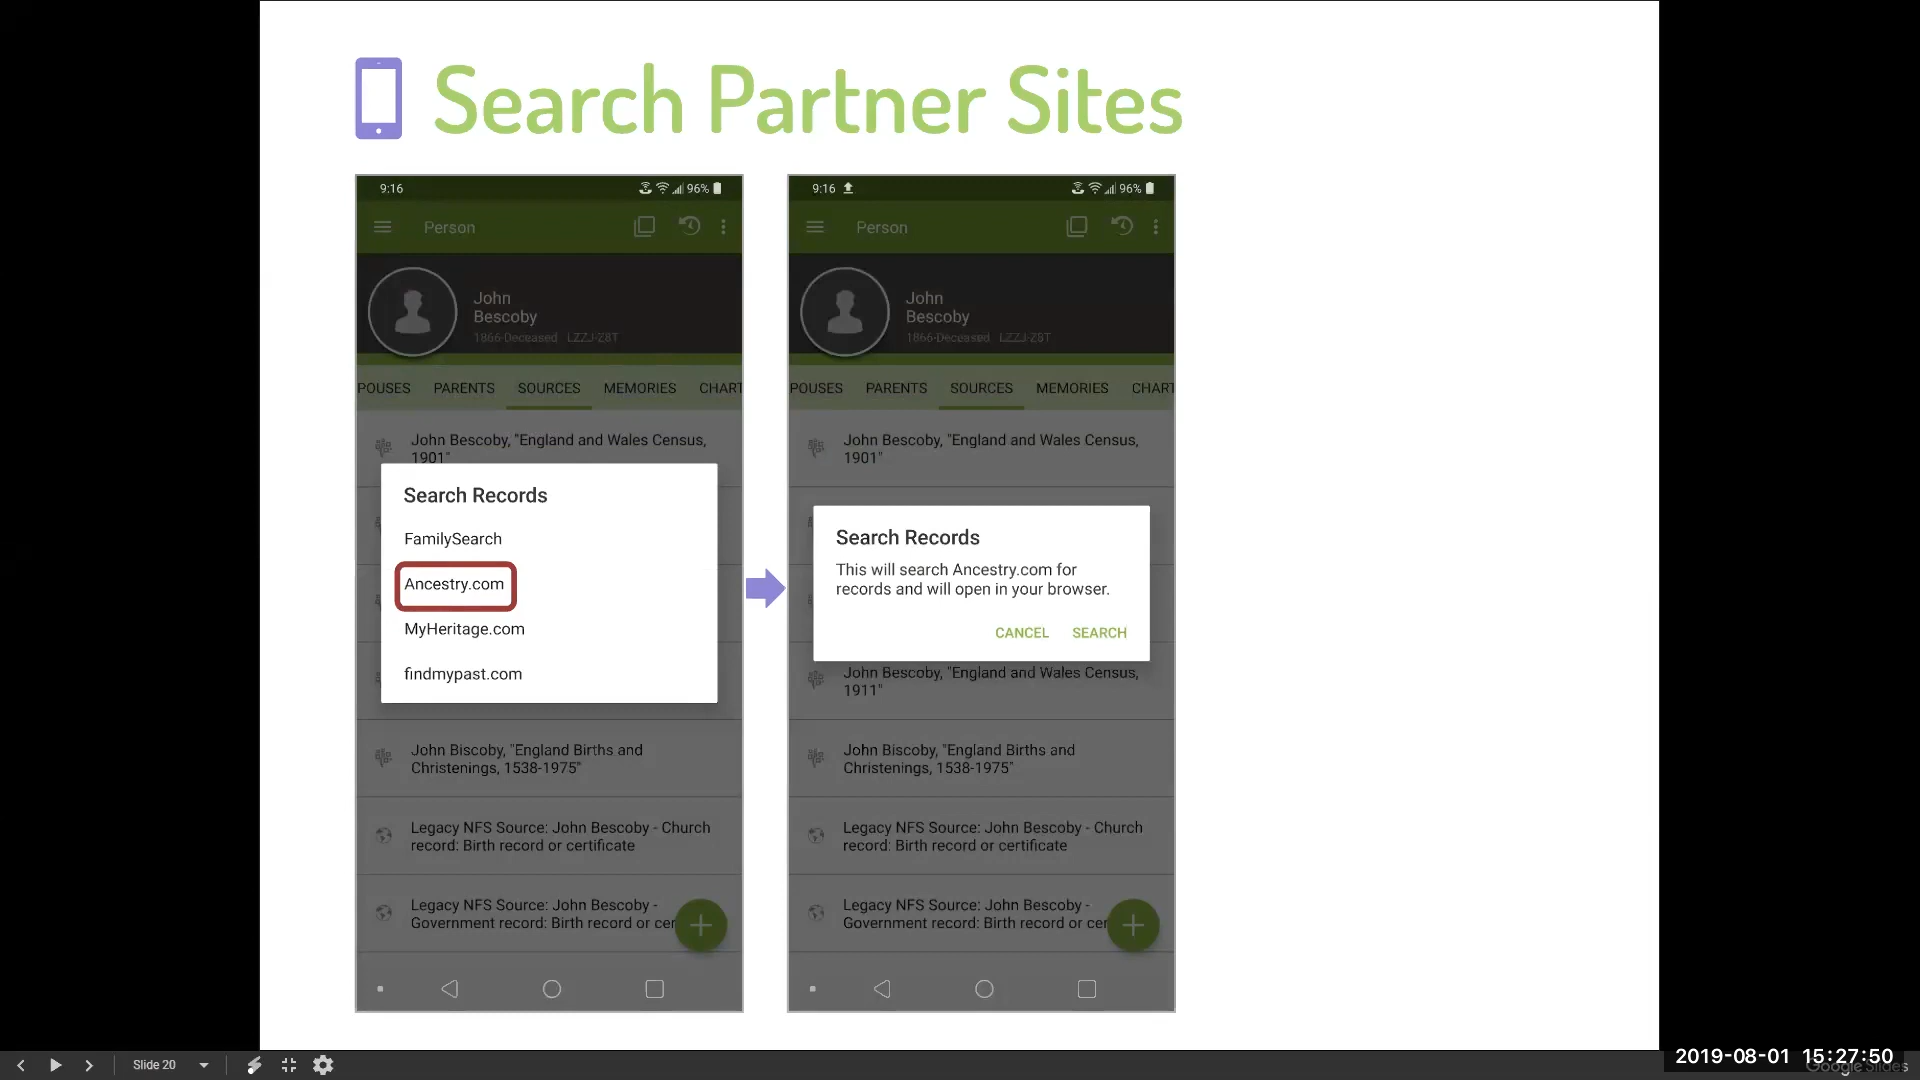 Search Partner Sites
9:16 96%
Person
John
Bescoby
1866-Deceased LZZJ-Z8T
POUSES PARENTS SOURCES MEMORIES CHART
John Bescoby, "England and Wales Census,
1901"
Search Records
FamilySearch
Ancestry.com
MyHeritage.com
findmypast.com
John Biscoby, "England Births and
Christenings, 1538-1975"
Legacy NFS Source: John Bescoby - Church
record: Birth record or certificate
Legacy NFS Source: John Bescoby -
Government record: Birth record or cer
9:16 96%
Person
John
Bescoby
1866-Deceased LZZJ-Z8T
POUSES PARENTS SOURCES MEMORIES CHART
John Bescoby, "England and Wales Census,
1901"
Search Records
This will search Ancestry.com for
records and will open in your browser.
CANCEL SEARCH
John Bescoby, "England and Wales Census,
1911"
John Biscoby, "England Births and
Christenings, 1538-1975"
Legacy NFS Source: John Bescoby - Church
record: Birth record or certificate
Legacy NFS Source: John Bescoby -
Government record: Birth record or cer
Slide 20
2019-08-01 15:27:50
Google Slides